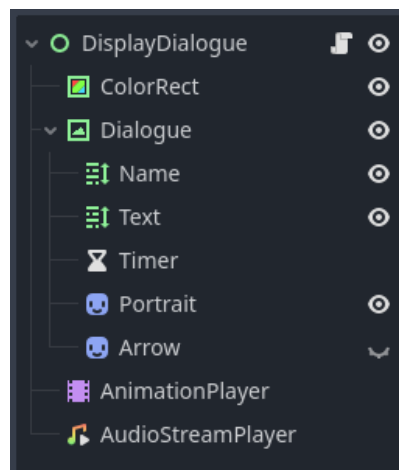 DisplayDialogue
ColorRect
Dialogue
Name
Text
Timer
Portrait
Arrow
AnimationPlayer
AudioStreamPlayer